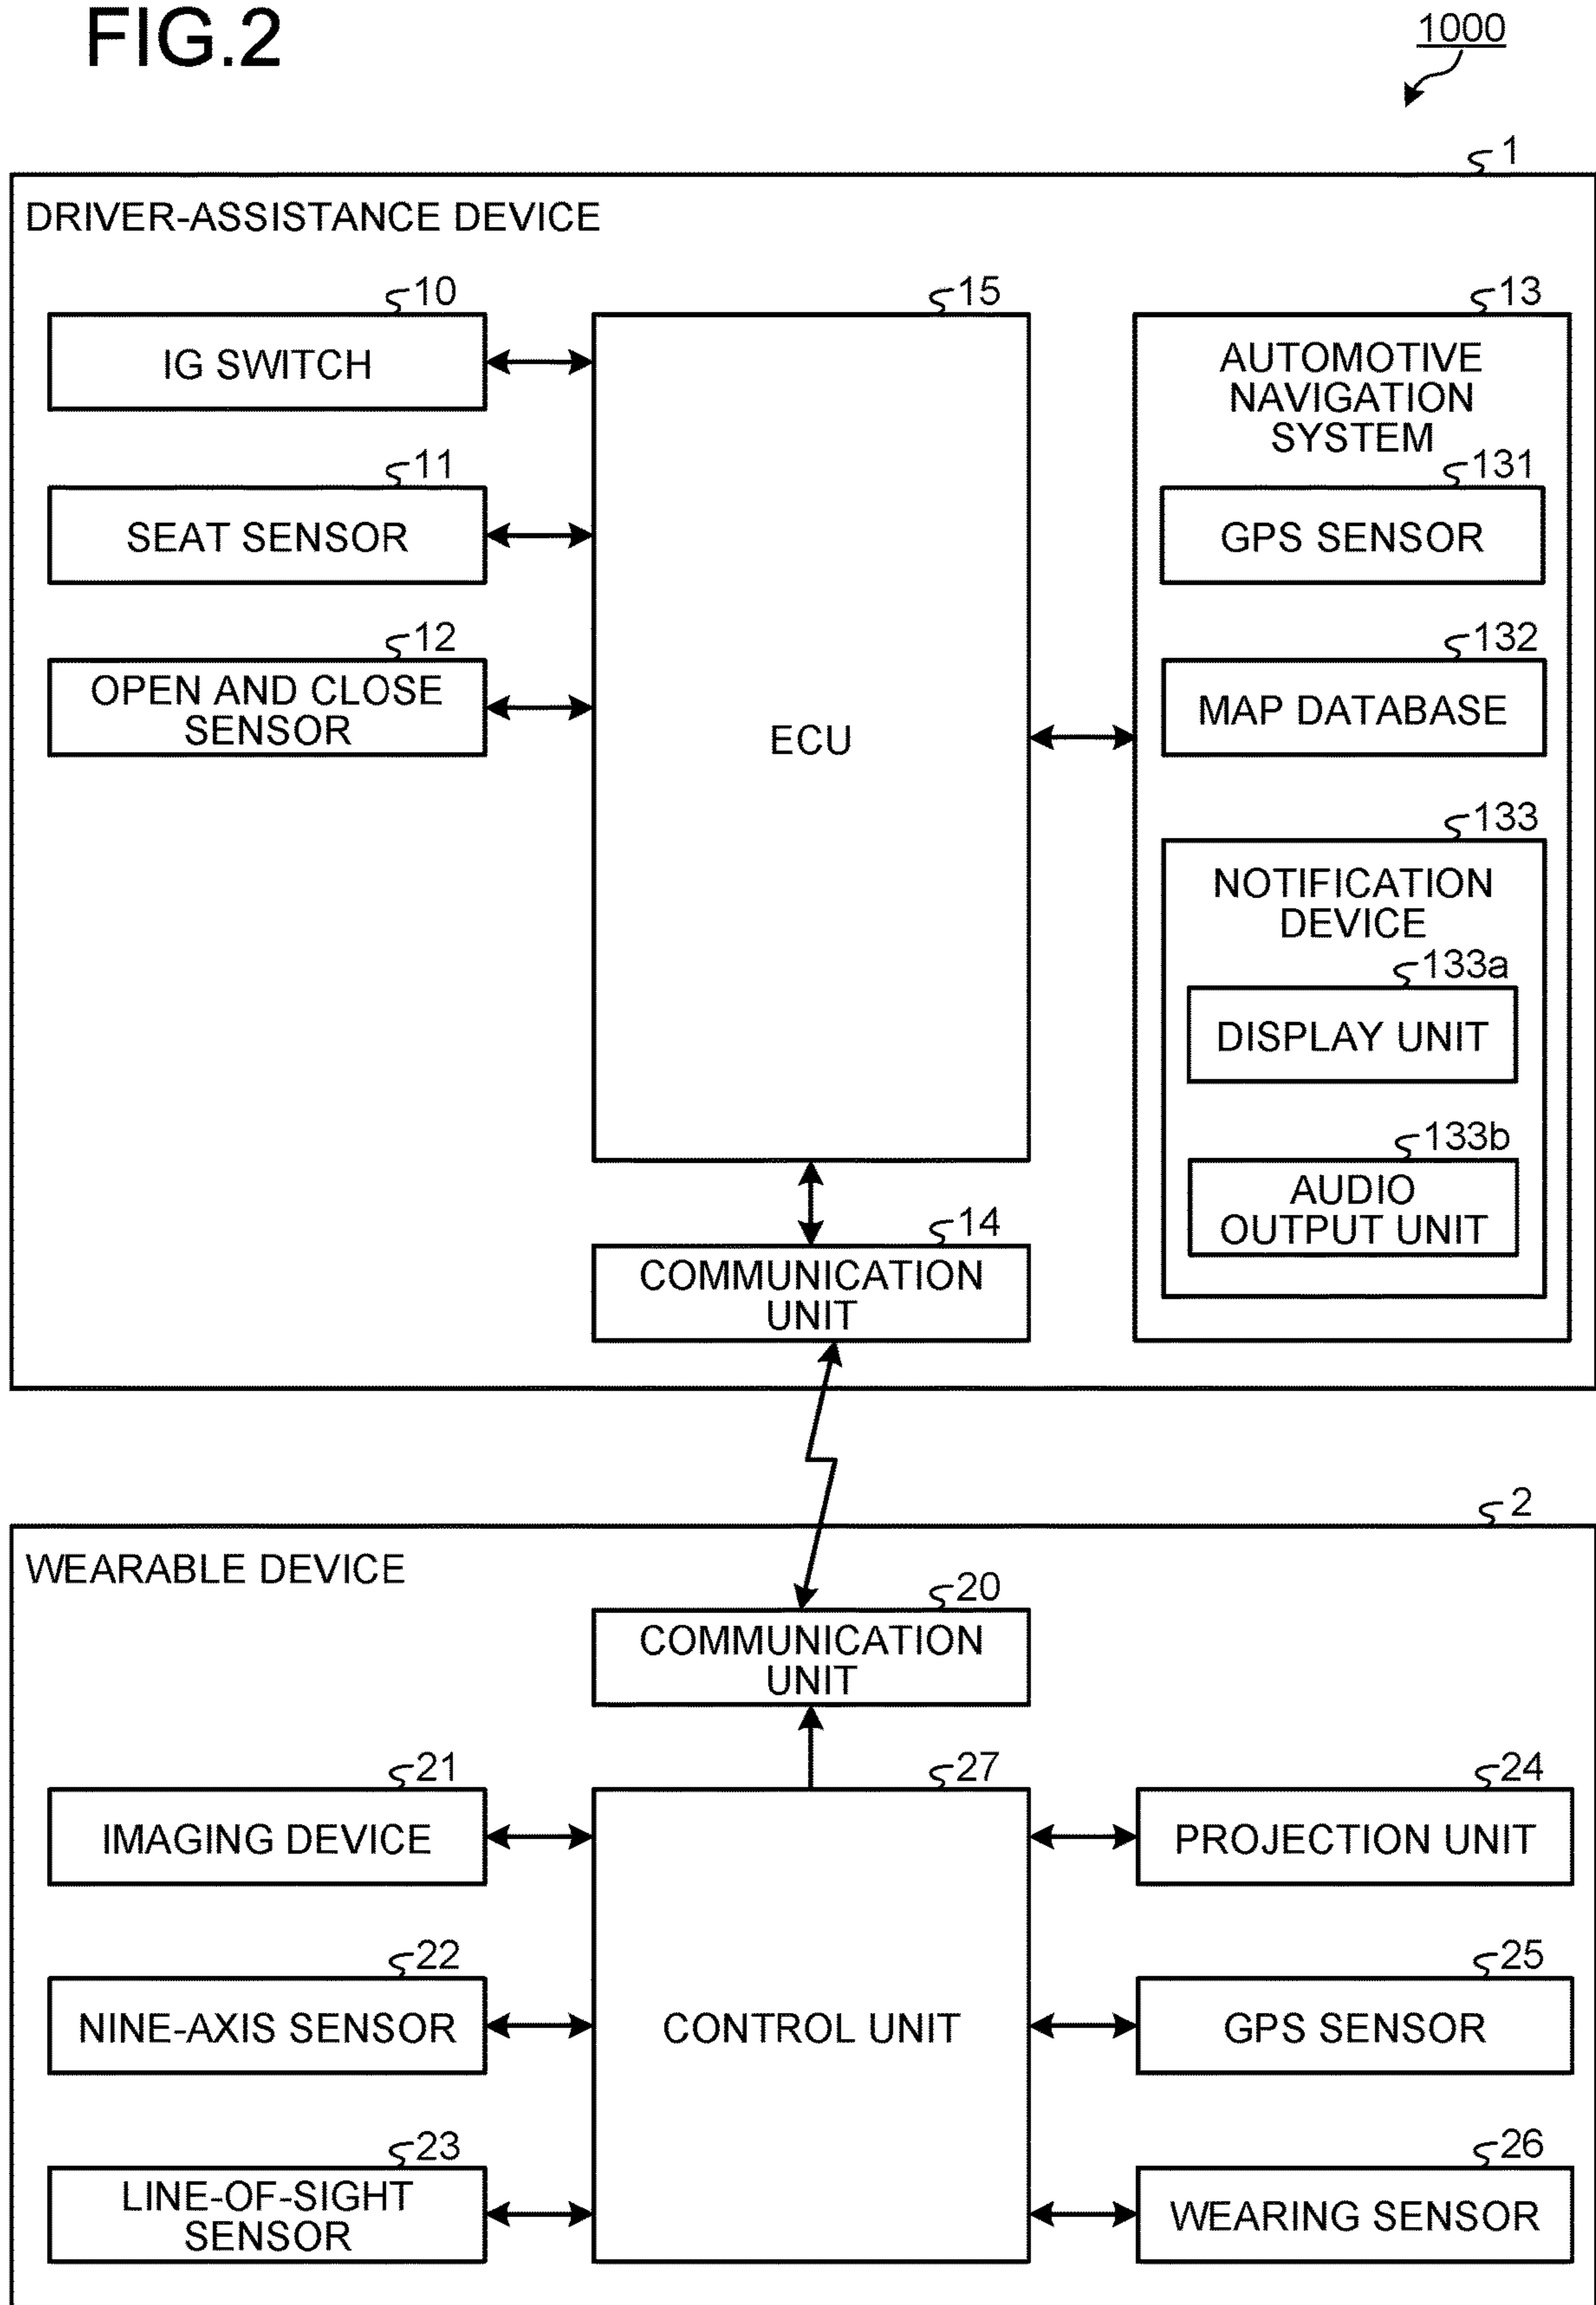 FIG.2
1000
1
DRIVER-ASSISTANCE DEVICE
10
IG SWITCH
11
SEAT SENSOR
12
OPEN AND CLOSE
SENSOR
15
ECU
13
AUTOMOTIVE
NAVIGATION
SYSTEM
131
GPS SENSOR
132
MAP DATABASE
133
NOTIFICATION
DEVICE
133a
DISPLAY UNIT
133b
AUDIO
OUTPUT UNIT
14
COMMUNICATION
UNIT
2
WEARABLE DEVICE
20
COMMUNICATION
UNIT
21
IMAGING DEVICE
22
NINE-AXIS SENSOR
23
LINE-OF-SIGHT
SENSOR
27
CONTROL UNIT
24
PROJECTION UNIT
25
GPS SENSOR
26
WEARING SENSOR